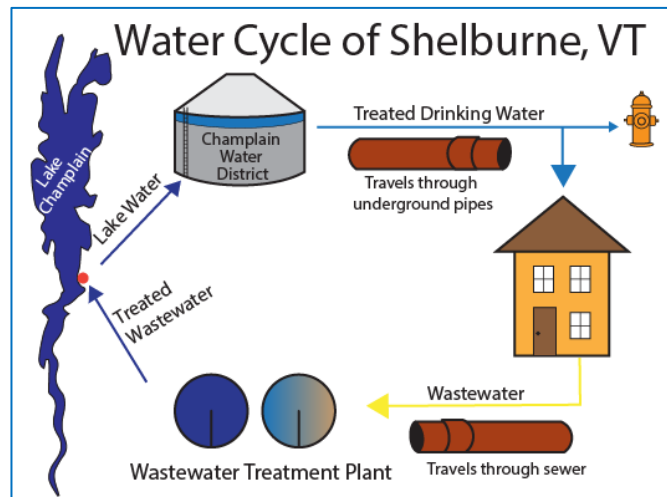 Water Cycle of Shelburne, VT
Lake
Champlain
Lake Water
Champlain
Water
District
Treated Drinking Water
Travels through
underground pipes
Treated
Wastewater
Wastewater
Travels through sewer
Wastewater Treatment Plant